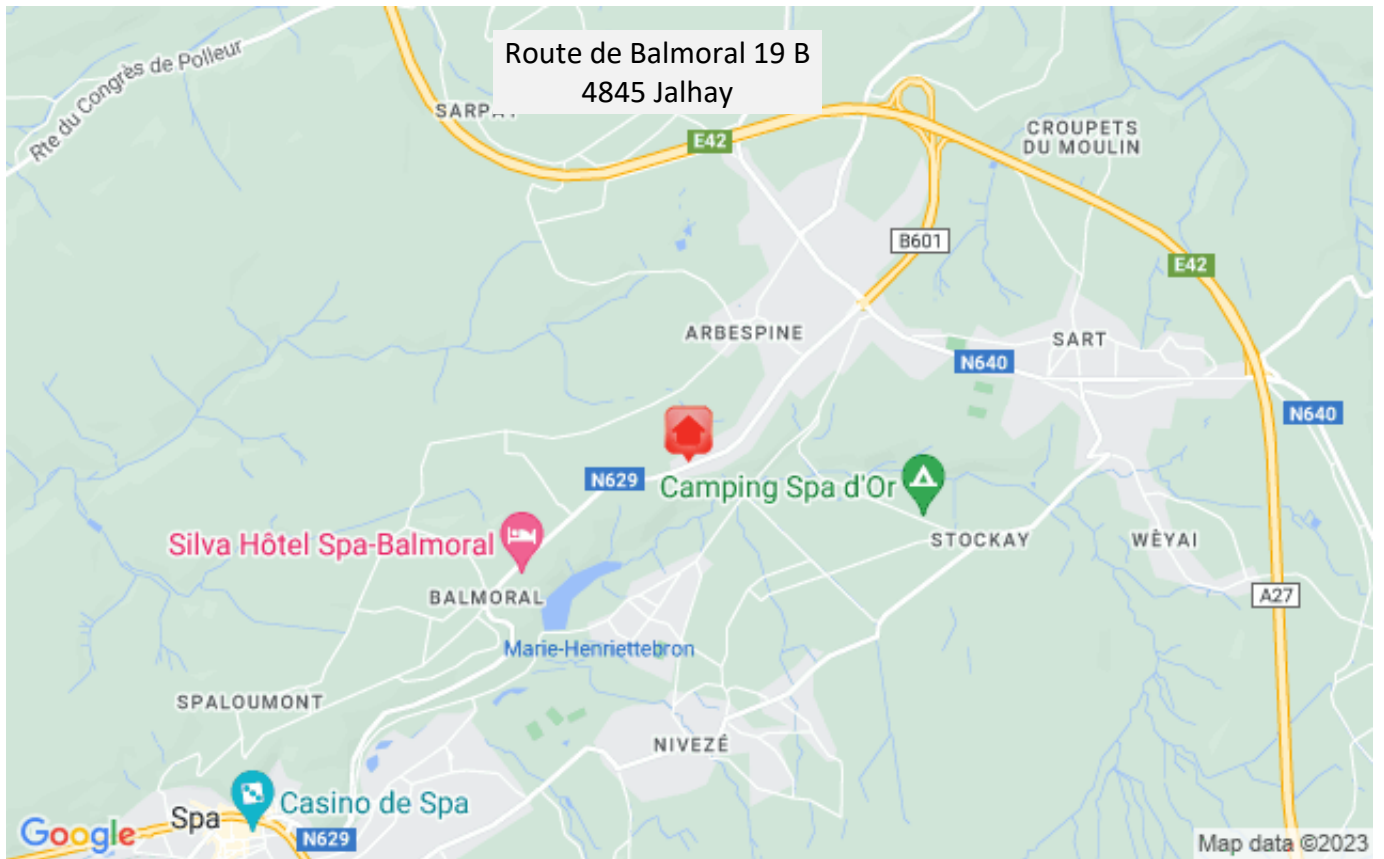 Route de Balmoral 19 B
4845 Jalhay
Rte du Congrès de Polleur
SARPAY
E42
CROUPETS
DU MOULIN
B601
E42
ARBESPINE
SART
N640
N640
N629
Camping Spa d'Or
Silva Hôtel Spa-Balmoral
STOCKAY
WÈYAI
BALMORAL
A27
Marie-Henriettebron
SPALOUMONT
NIVEZÉ
Casino de Spa
Spa
Google
N629
Map data ©2023